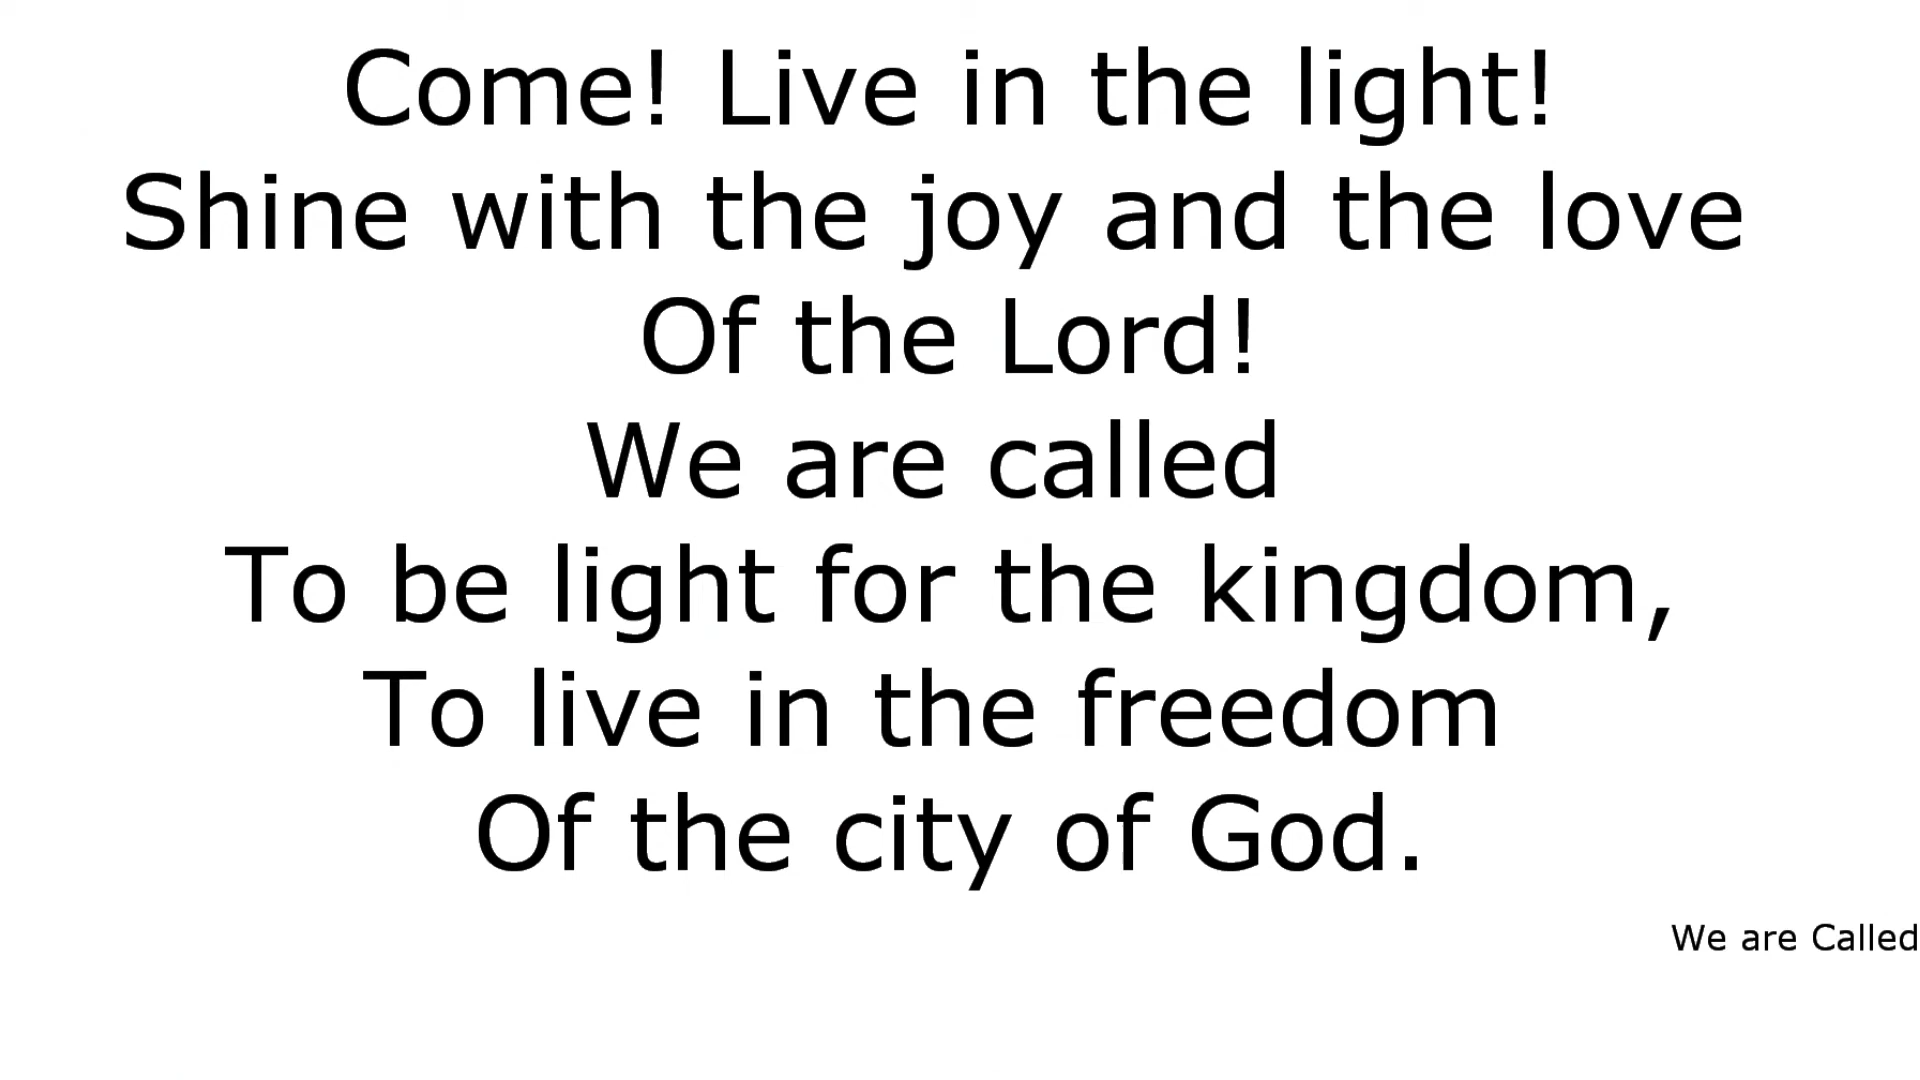 Come! Live in the light!
Shine with the joy and the love
Of the Lord!
We are called
To be light for the kingdom,
To live in the freedom
Of the city of God.
We are Called